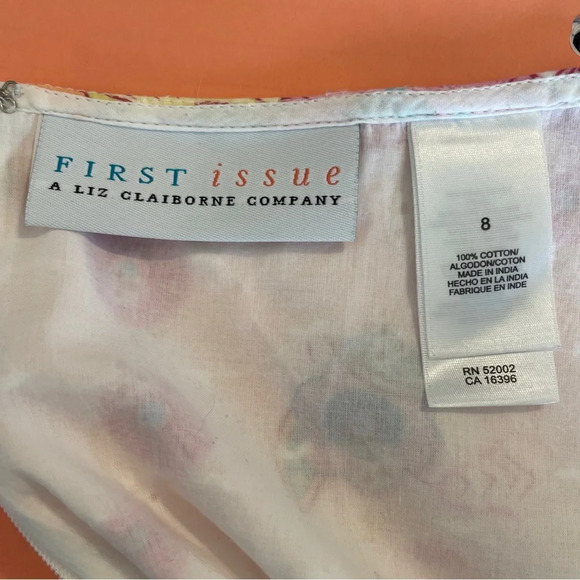 FIRST issue
A LIZ CLAIBORNE COMPANY
8
100% COTTON/
ALGODON/COTON
MADE IN INDIA
HECHO EN LA INDIA
FABRIQUE EN INDE
RN 52002
CA 16396